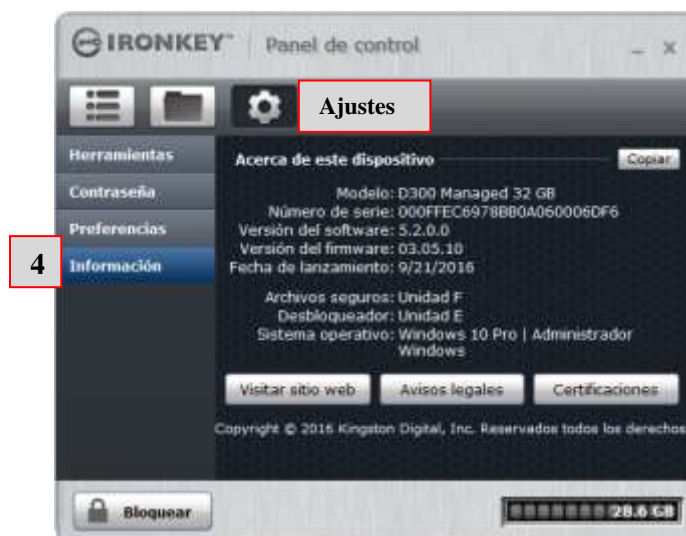 IRONKEY™ Panel de control
Ajustes
Herramientas
Contraseña
Preferencias
4
Información
Acerca de este dispositivo
Copiar
Modelo: D300 Managed 32 GB
Número de serie: 000FFEC6978BB0A060006DF6
Versión del software: 5.2.0.0
Versión del firmware: 03.05.10
Fecha de lanzamiento: 9/21/2016
Archivos seguros: Unidad F
Desbloqueador: Unidad E
Sistema operativo: Windows 10 Pro | Administrador
Windows
Visitar sitio web
Avisos legales
Certificaciones
Copyright © 2016 Kingston Digital, Inc. Reservados todos los derechos
Bloquear
28.6 GB